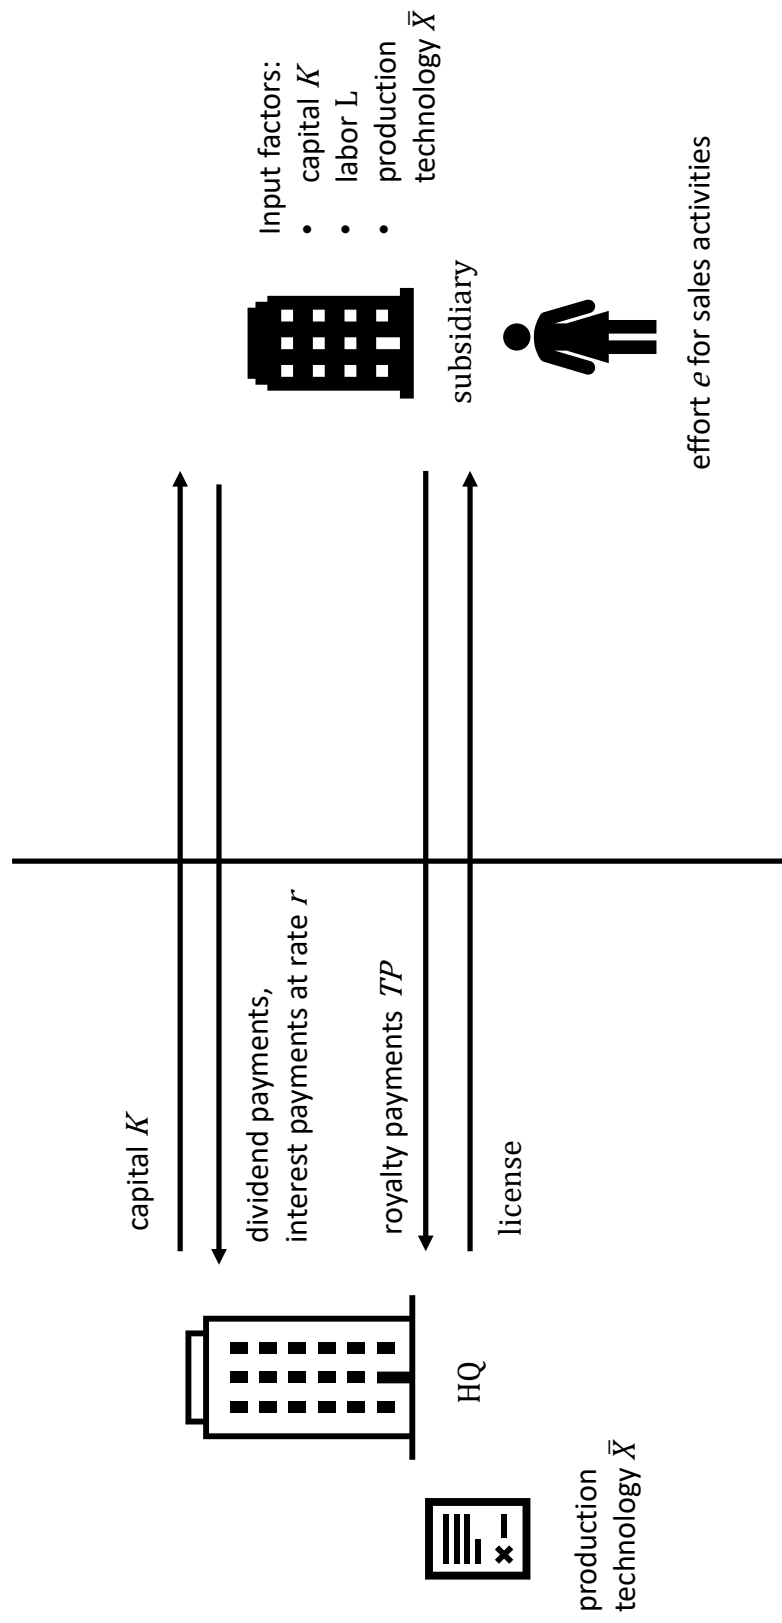 capital K
dividend payments,
interest payments at rate r
royalty payments TP
license
HQ
production
technology X̄
Input factors:
• capital K
• labor L
• production
technology X̄
subsidiary
effort e for sales activities